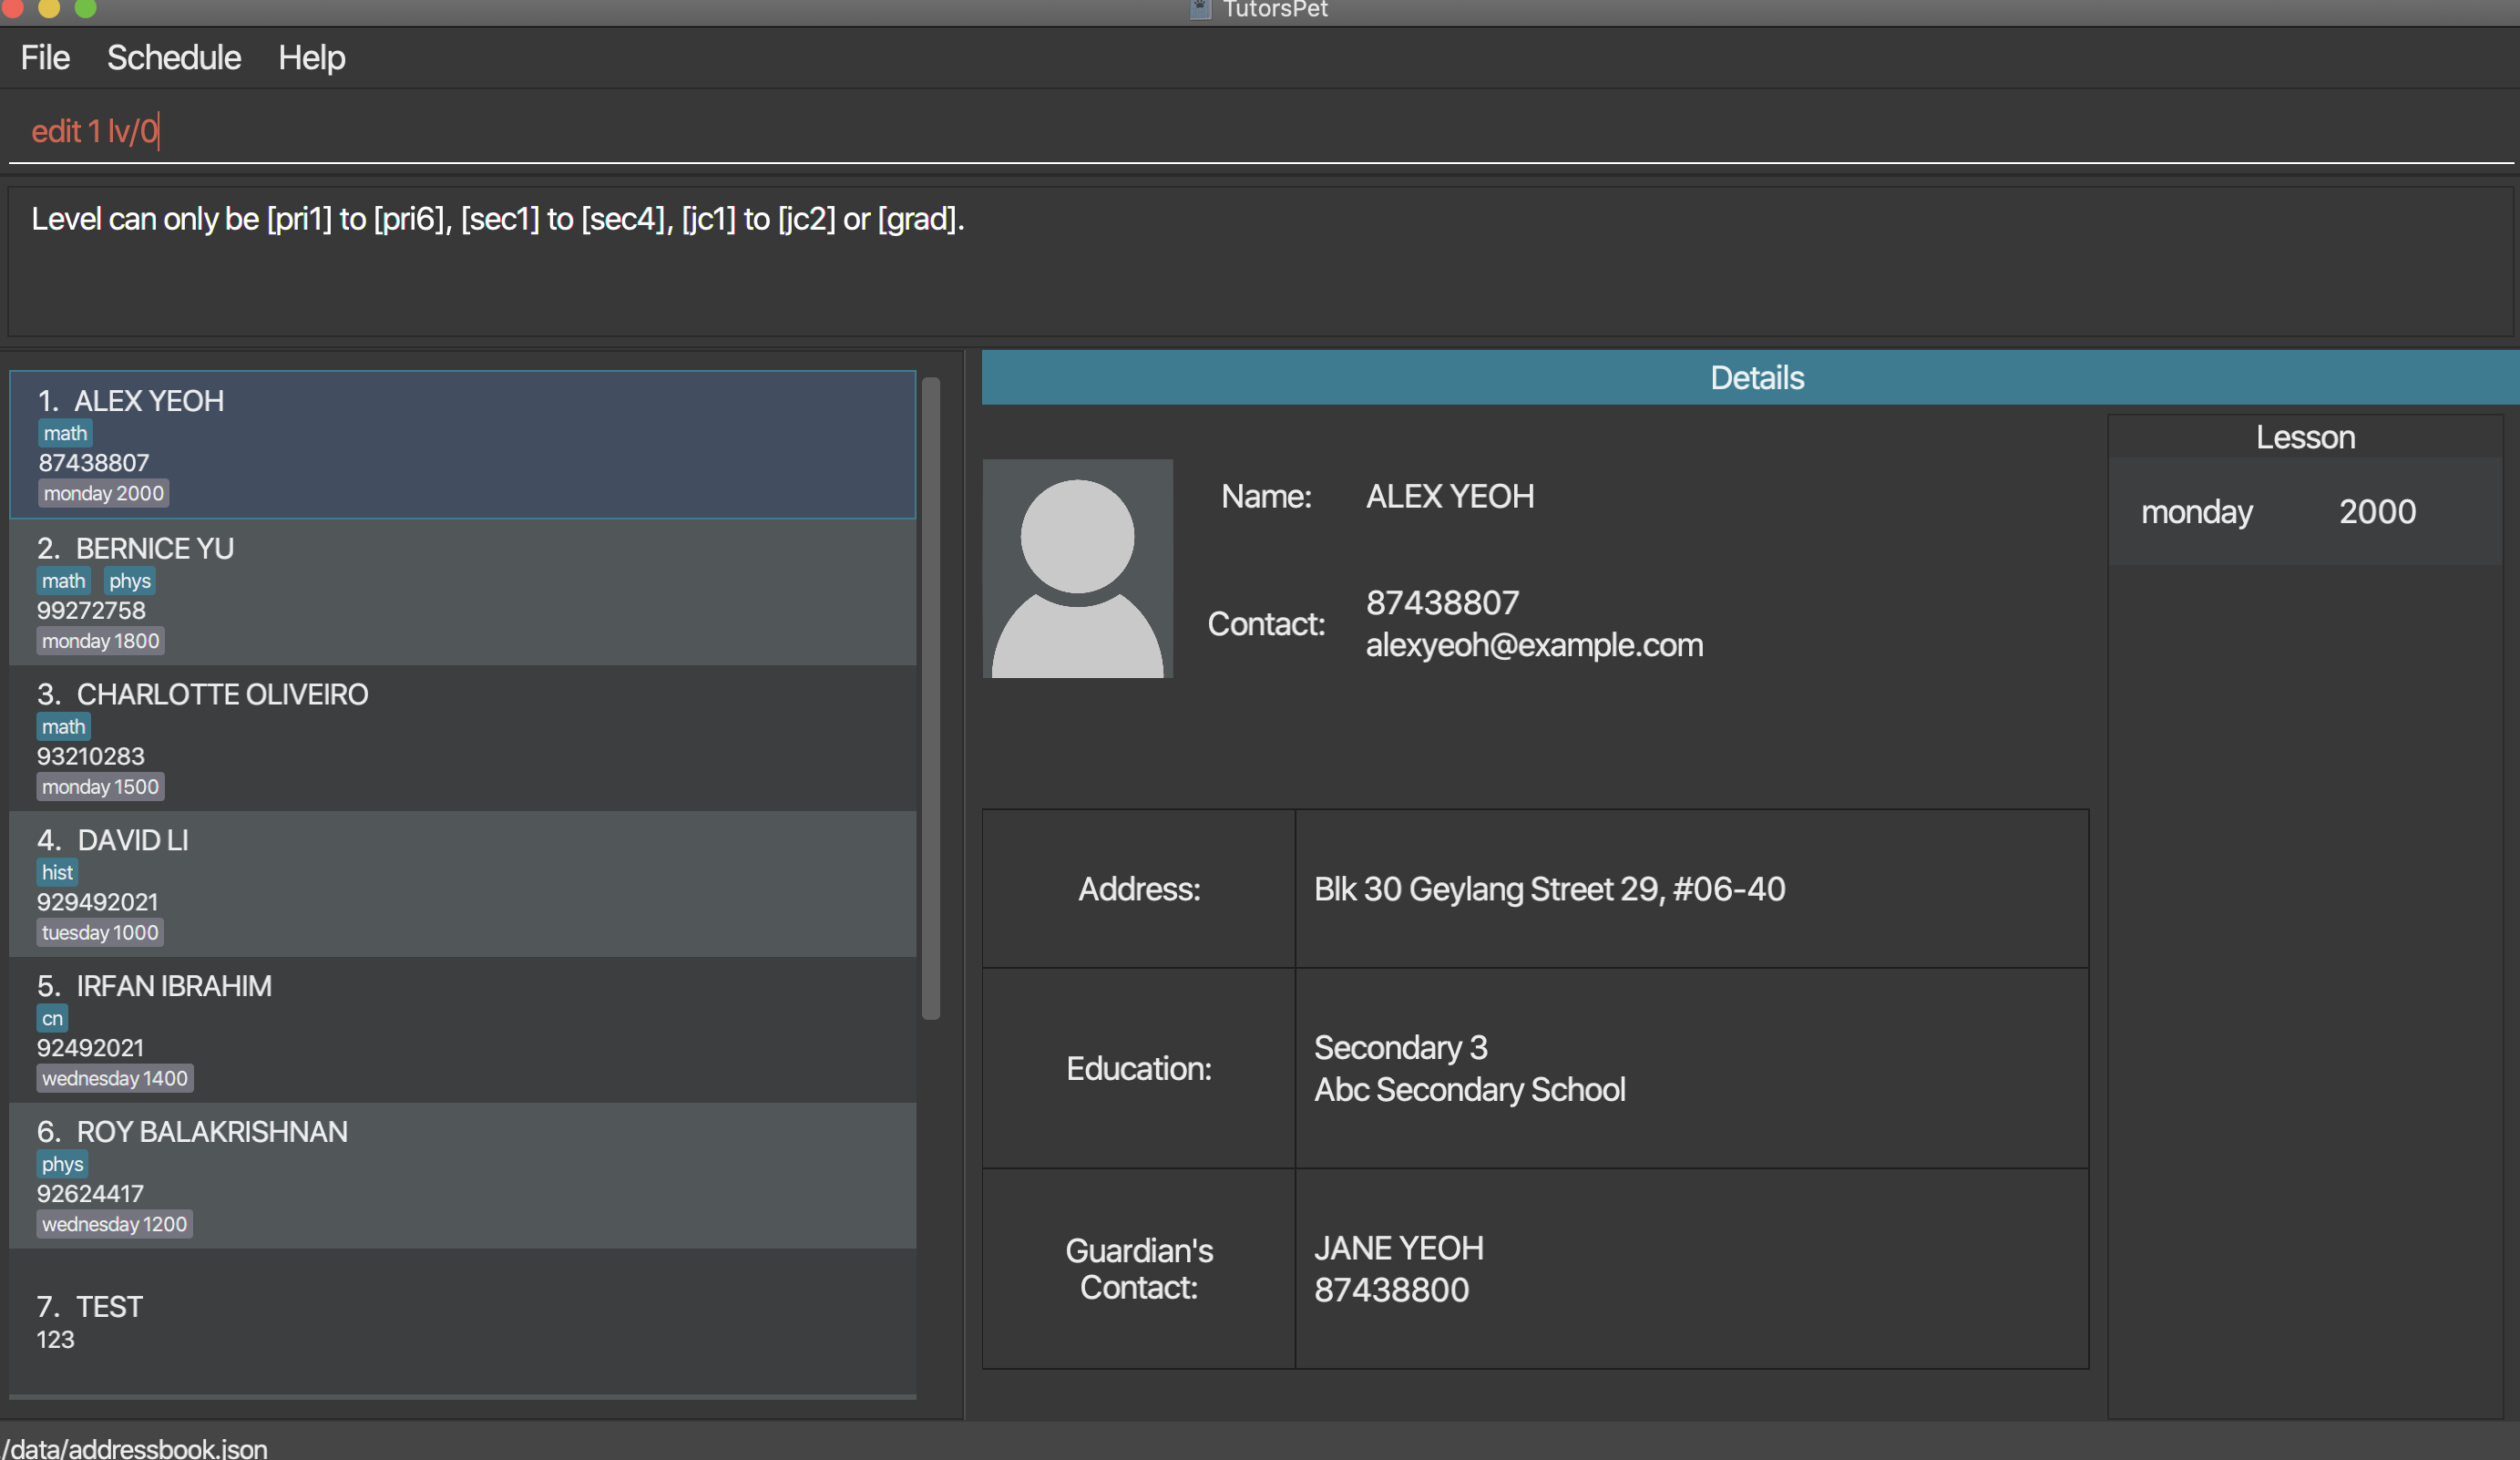 TutorsPet
File Schedule Help
edit 1 lv/0
Level can only be [pri1] to [pri6], [sec1] to [sec4], [jc1] to [jc2] or [grad].
1. ALEX YEOH
math
87438807
monday 2000
2. BERNICE YU
math phys
99272758
monday 1800
3. CHARLOTTE OLIVEIRO
math
93210283
monday 1500
4. DAVID LI
hist
929492021
tuesday 1000
5. IRFAN IBRAHIM
cn
92492021
wednesday 1400
6. ROY BALAKRISHNAN
phys
92624417
wednesday 1200
7. TEST
123
Details
Name: ALEX YEOH
Contact: 87438807
alexyeoh@example.com
Address: Blk 30 Geylang Street 29, #06-40
Education: Secondary 3
Abc Secondary School
Guardian's
Contact:
JANE YEOH
87438800
Lesson
monday 2000
/data/addressbook.json